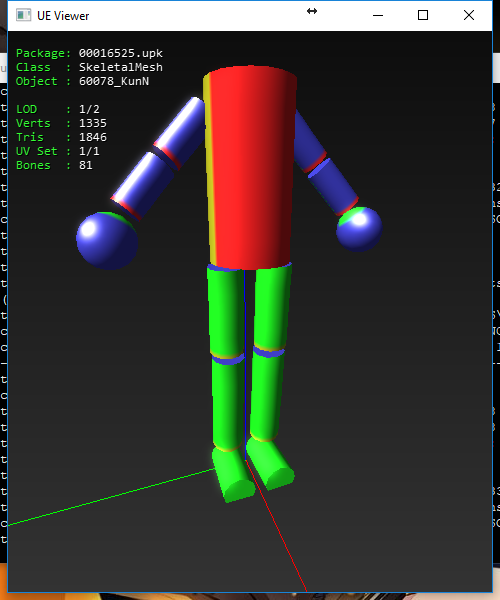 UE Viewer
Package: 00016525.upk
Class  : SkeletalMesh
Object : 60078_KunN
LOD    : 1/2
Verts  : 1335
Tris   : 1846
UV Set : 1/1
Bones  : 81